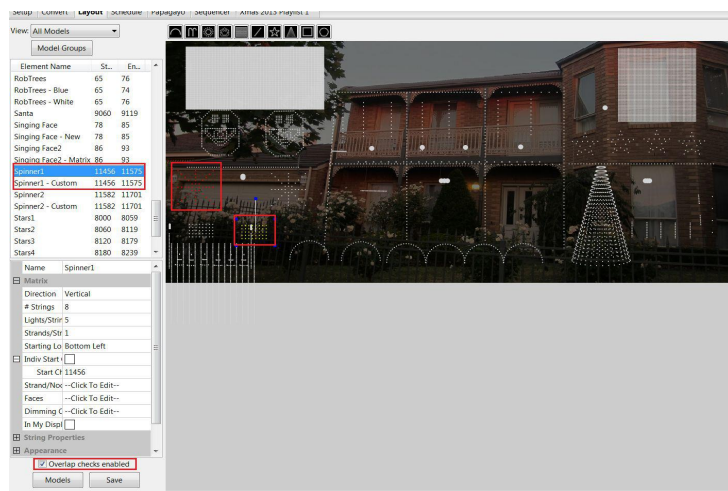 Setup Convert Layout Schedule Papagayo Sequencer - Xmas 2015 Playlist 1
View: All Models
Model Groups
Element Name St... En...
RobTrees 65 76
RobTrees - Blue 65 74
RobTrees - White 65 76
Santa 9060 9119
Singing Face 78 85
Singing Face - New 78 85
Singing Face2 86 93
Singing Face2 - Matrix 86 93
Spinner1 11456 11575
Spinner1 - Custom 11456 11575
Spinner2 11582 11701
Spinner2 - Custom 11582 11701
Stars1 8000 8059
Stars2 8060 8119
Stars3 8120 8179
Stars4 8180 8239
Name Spinner1
Matrix
Direction Vertical
# Strings 8
Lights/Strin 5
Strands/Str 1
Starting Lo Bottom Left
Indiv Start
Start Ch 11456
Strand/Noc --Click To Edit--
Faces --Click To Edit--
Dimming C --Click To Edit--
In My Displ
String Properties
Appearance
Overlap checks enabled
Models Save